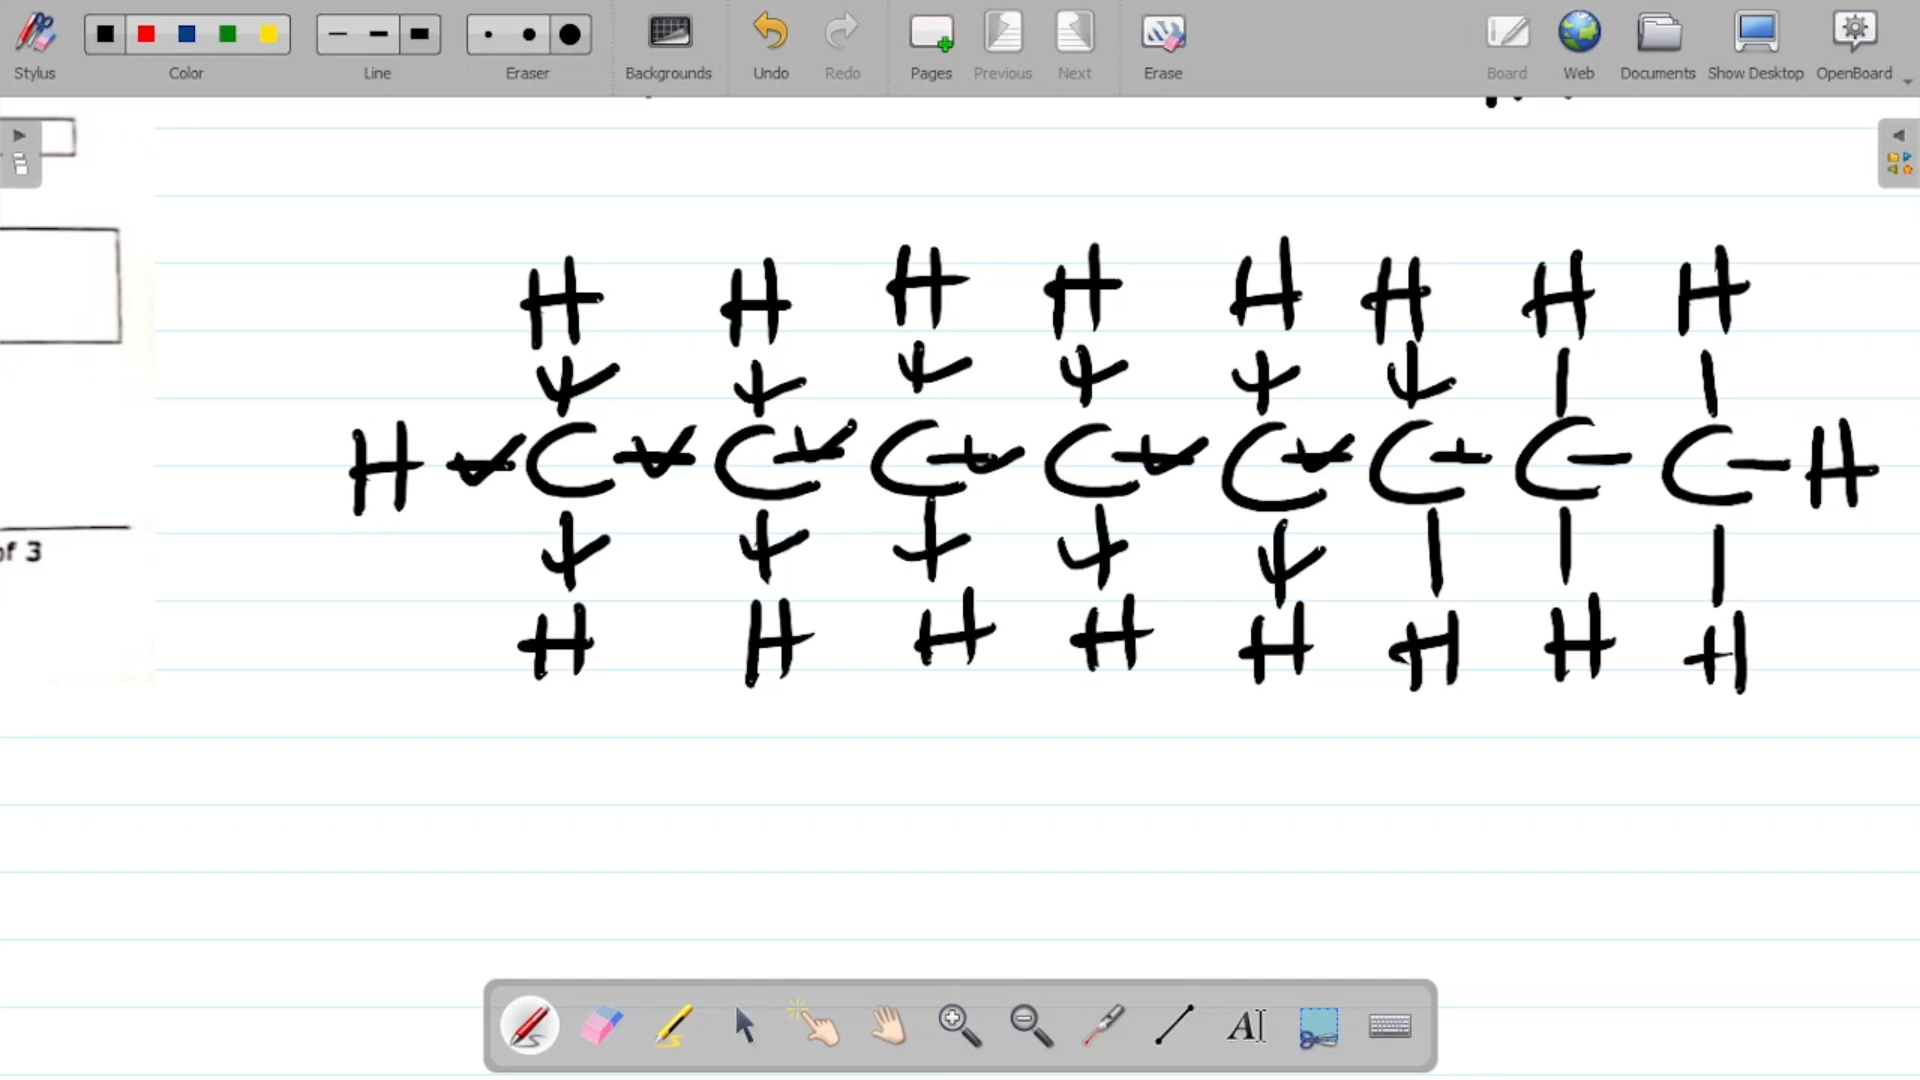 Stylus Color Line Eraser Backgrounds Undo Redo Pages Previous Next Erase Board Web Documents Show Desktop OpenBoard
H H H H H H H H
H - C - C - C - C - C - C - C - C - H
H H H H H H H H
of 3
A